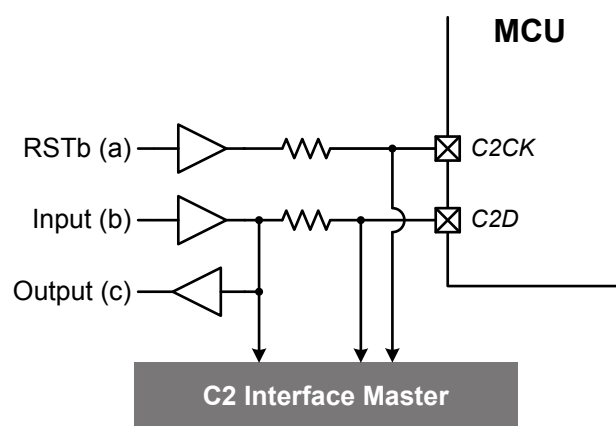 MCU
RSTb (a)
C2CK
Input (b)
C2D
Output (c)
C2 Interface Master